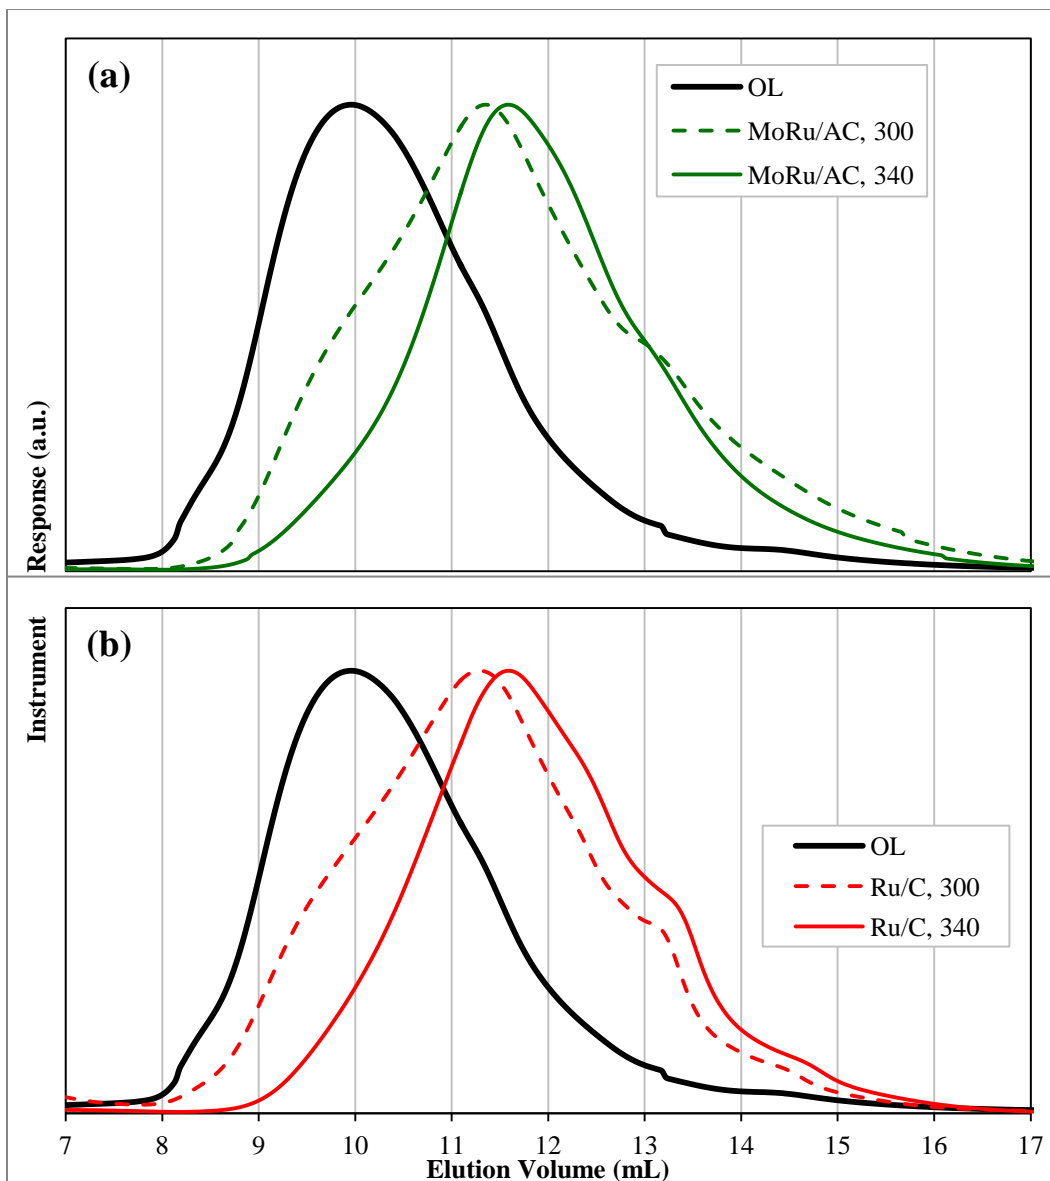 (a)
OL
MoRu/AC, 300
MoRu/AC, 340
Response (a.u.)
(b)
Instrument
OL
Ru/C, 300
Ru/C, 340
7 8 9 10 11 12 13 14 15 16 17
Elution Volume (mL)